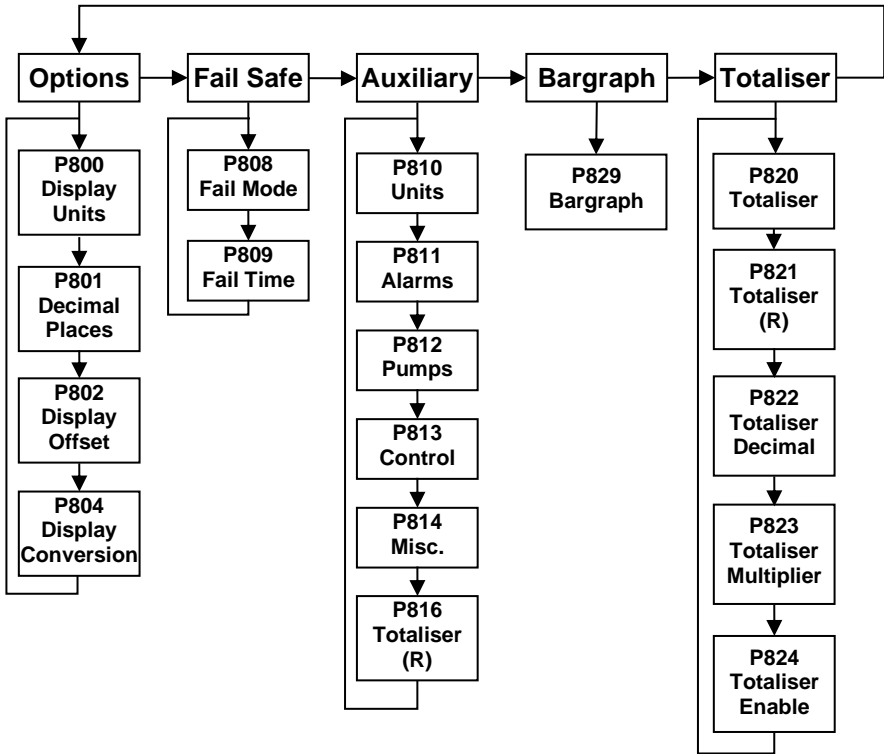 Options
Fail Safe
Auxiliary
Bargraph
Totaliser
P800
Display
Units
P801
Decimal
Places
P802
Display
Offset
P804
Display
Conversion
P808
Fail Mode
P809
Fail Time
P810
Units
P811
Alarms
P812
Pumps
P813
Control
P814
Misc.
P816
Totaliser
(R)
P829
Bargraph
P820
Totaliser
P821
Totaliser
(R)
P822
Totaliser
Decimal
P823
Totaliser
Multiplier
P824
Totaliser
Enable